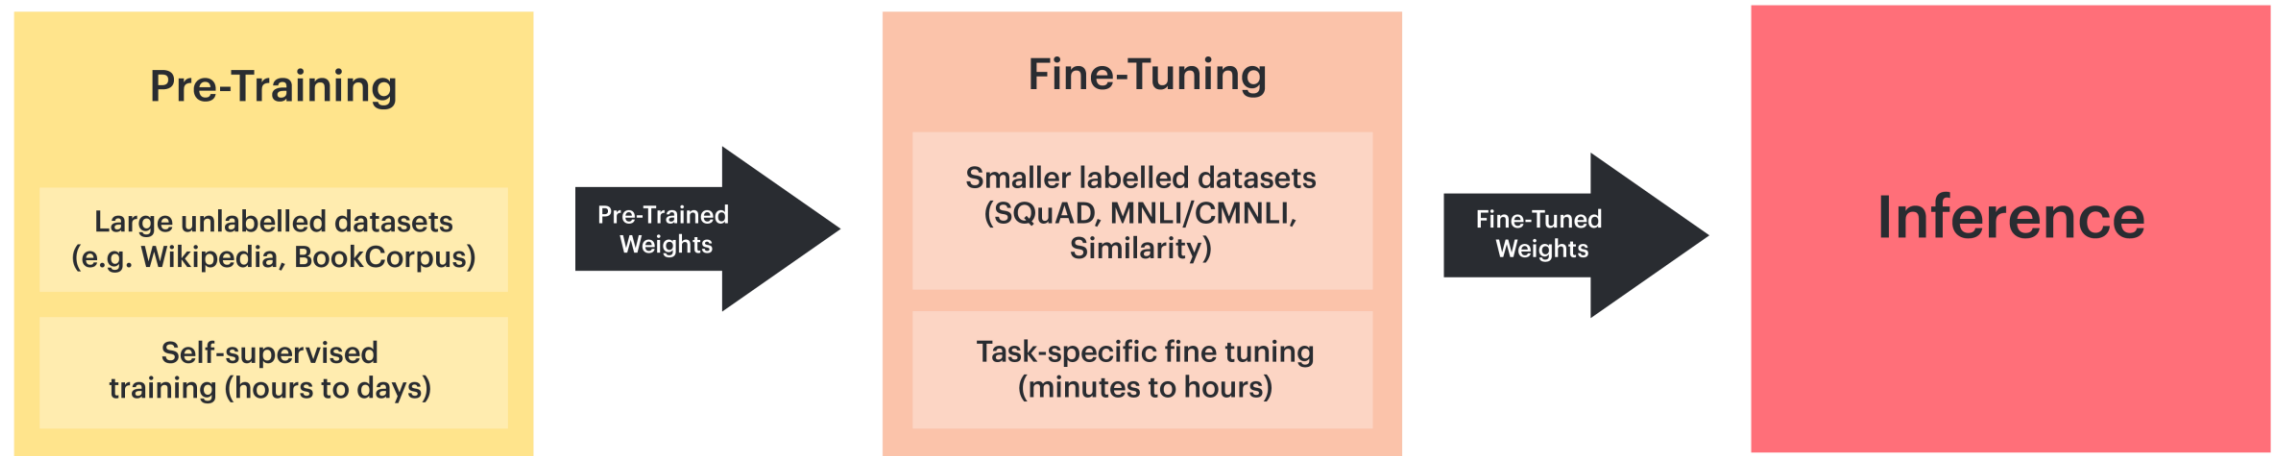 Pre-Training
Large unlabelled datasets
(e.g. Wikipedia, BookCorpus)
Self-supervised
training (hours to days)
Pre-Trained
Weights
Fine-Tuning
Smaller labelled datasets
(SQuAD, MNLI/CMNLI,
Similarity)
Task-specific fine tuning
(minutes to hours)
Fine-Tuned
Weights
Inference